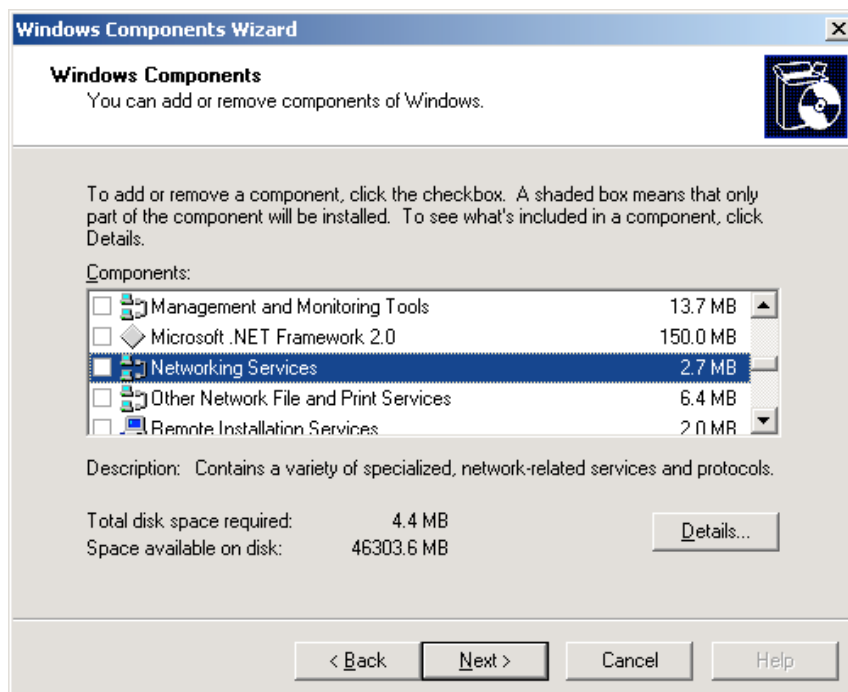 Windows Components Wizard
Windows Components
You can add or remove components of Windows.
To add or remove a component, click the checkbox. A shaded box means that only
part of the component will be installed. To see what's included in a component, click
Details.
Components:
Management and Monitoring Tools 13.7 MB
Microsoft .NET Framework 2.0 150.0 MB
Networking Services 2.7 MB
Other Network File and Print Services 6.4 MB
Remote Installation Services 2.0 MB
Description: Contains a variety of specialized, network-related services and protocols.
Total disk space required: 4.4 MB
Space available on disk: 46303.6 MB
Details...
< Back Next > Cancel Help